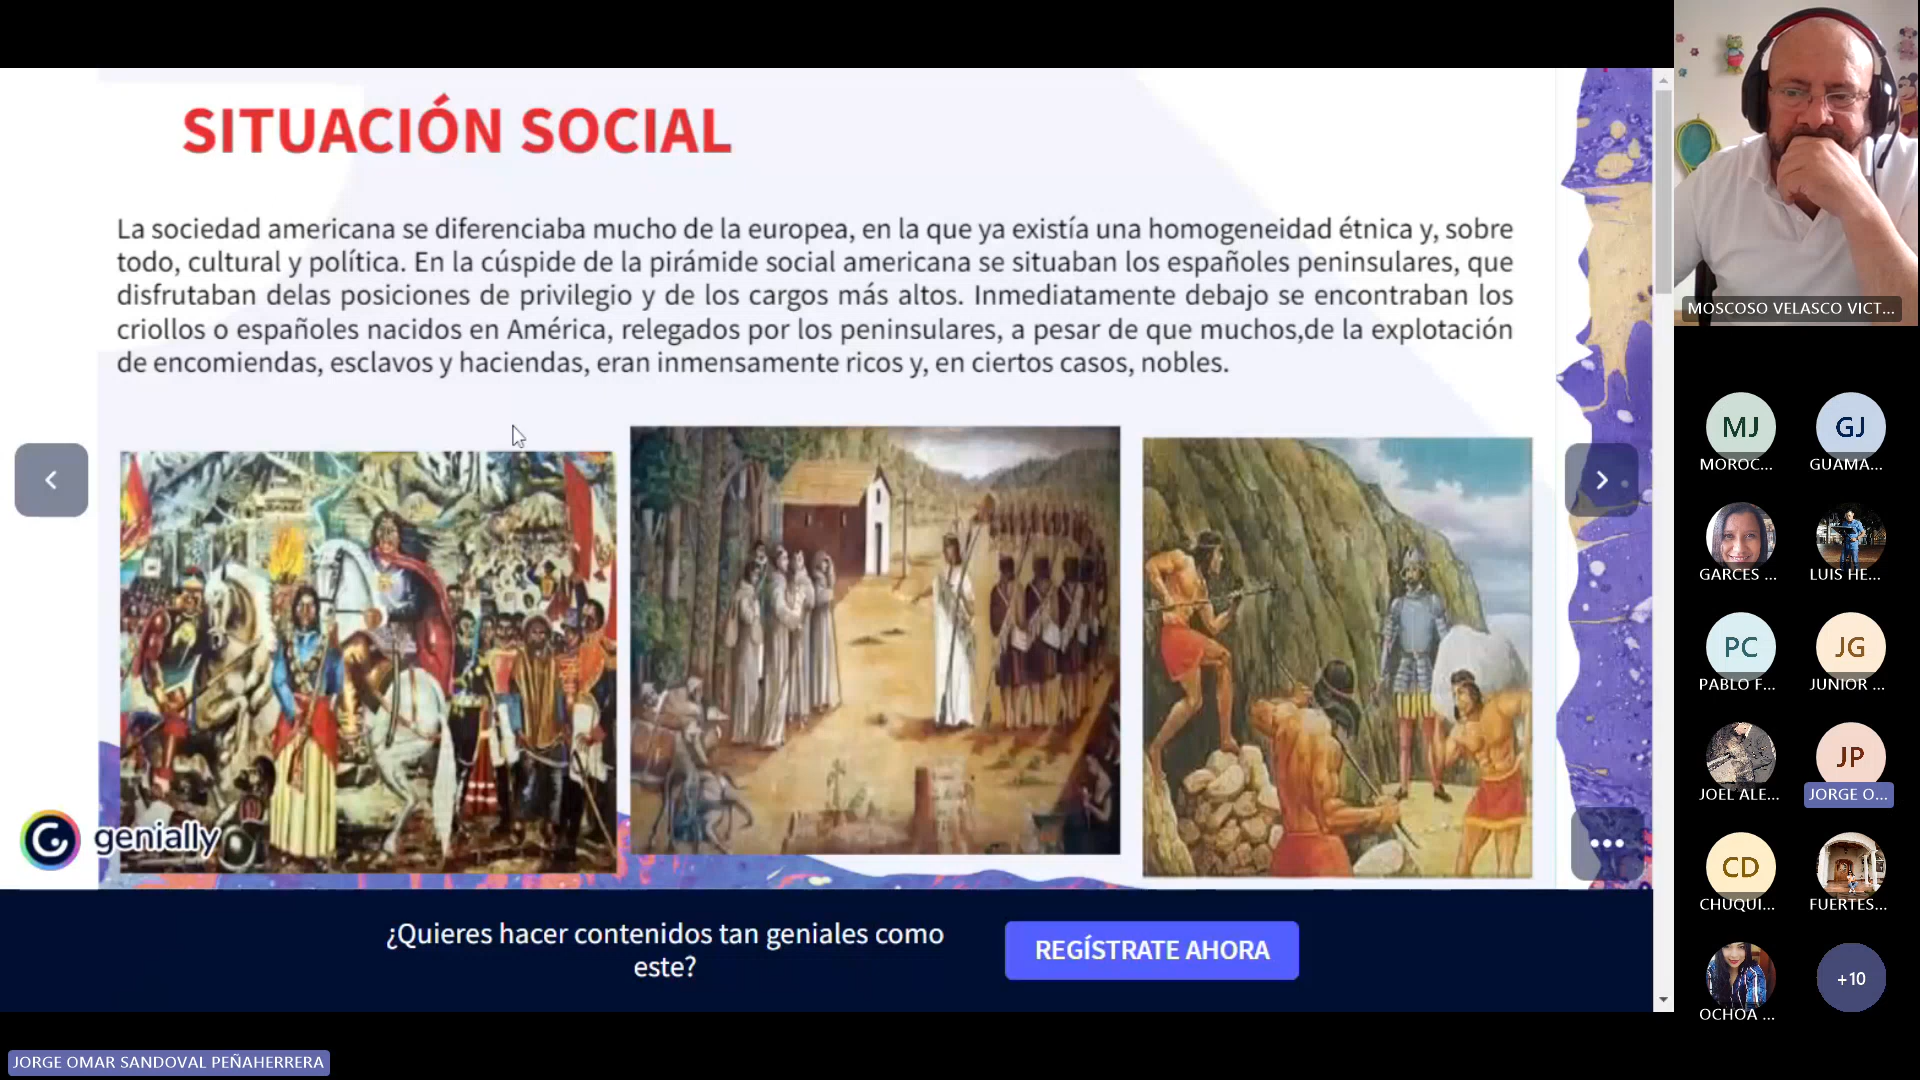 SITUACIÓN SOCIAL
La sociedad americana se diferenciaba mucho de la europea, en la que ya existía una homogeneidad étnica y, sobre
todo, cultural y política. En la cúspide de la pirámide social americana se situaban los españoles peninsulares, que
disfrutaban delas posiciones de privilegio y de los cargos más altos. Inmediatamente debajo se encontraban los
criollos o españoles nacidos en América, relegados por los peninsulares, a pesar de que muchos,de la explotación
de encomiendas, esclavos y haciendas, eran inmensamente ricos y, en ciertos casos, nobles.
genially
¿Quieres hacer contenidos tan geniales como
este?
REGÍSTRATE AHORA
JORGE OMAR SANDOVAL PEÑAHERRERA
MOSCOSO VELASCO VICT...
MJ
GJ
MOROC...
GUAMA...
GARCES ...
LUIS HE...
PC
JG
PABLO F...
JUNIOR ...
JP
JOEL ALE...
JORGE O...
CD
CHUQUI...
FUERTES...
+10
OCHOA ...